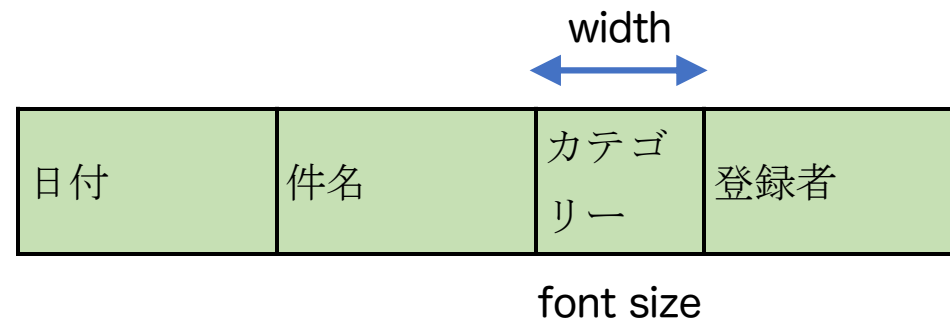 width
日付
件名
カテゴ
リー
登録者
font size